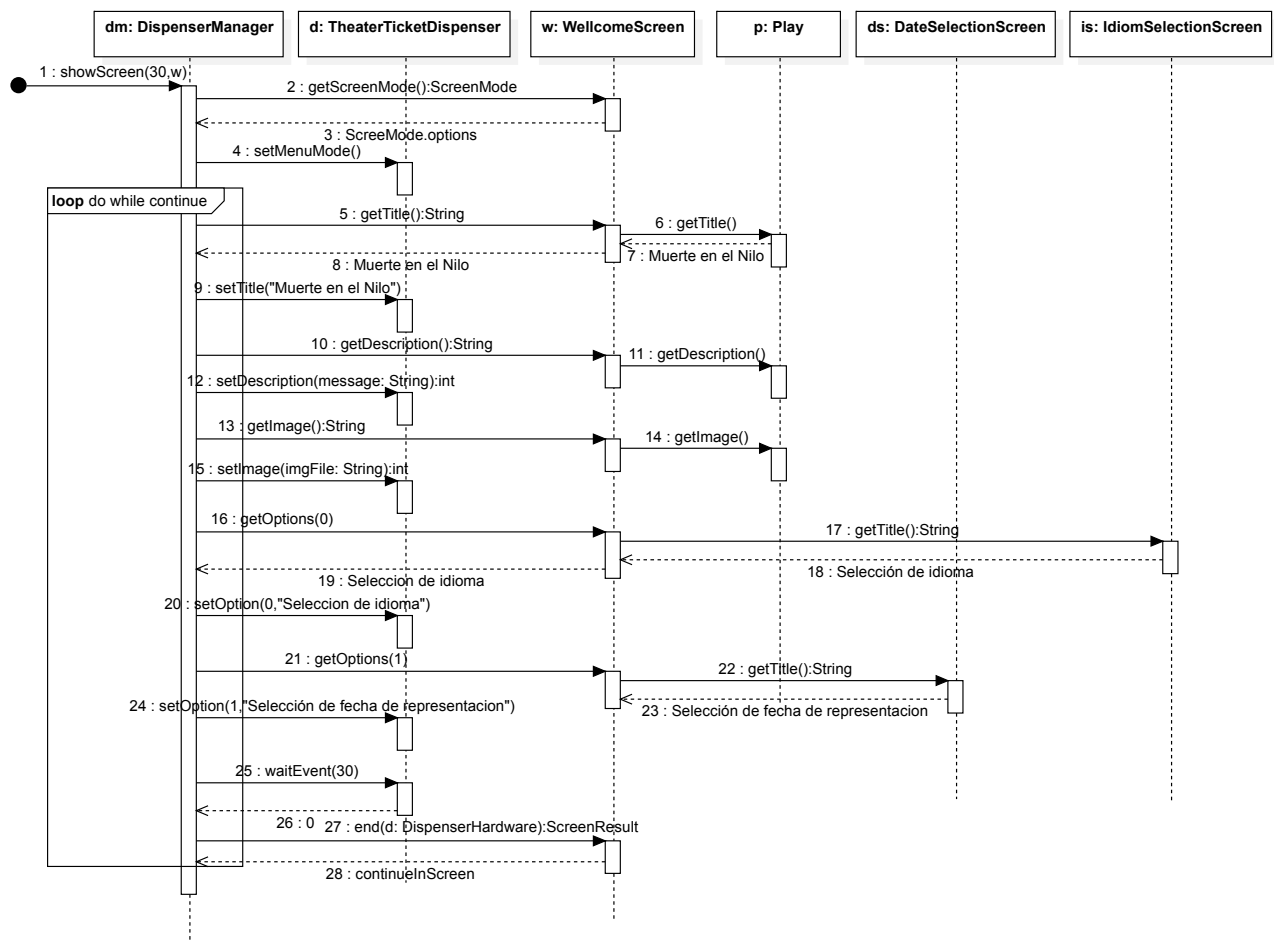 dm: DispenserManager
d: TheaterTicketDispenser
w: WellcomeScreen
p: Play
ds: DateSelectionScreen
is: IdiomSelectionScreen
1 : showScreen(30,w)
2 : getScreenMode():ScreenMode
3 : ScreeMode.options
4 : setMenuMode()
loop do while continue
5 : getTitle():String
6 : getTitle()
7 : Muerte en el Nilo
8 : Muerte en el Nilo
9 : setTitle("Muerte en el Nilo")
10 : getDescription():String
11 : getDescription()
12 : setDescription(message: String):int
13 : getImage():String
14 : getImage()
15 : setImage(imgFile: String):int
16 : getOptions(0)
17 : getTitle():String
18 : Selección de idioma
19 : Seleccion de idioma
20 : setOption(0,"Seleccion de idioma")
21 : getOptions(1)
22 : getTitle():String
23 : Selección de fecha de representacion
24 : setOption(1,"Selección de fecha de representacion")
25 : waitEvent(30)
26 : 0
27 : end(d: DispenserHardware):ScreenResult
28 : continueInScreen